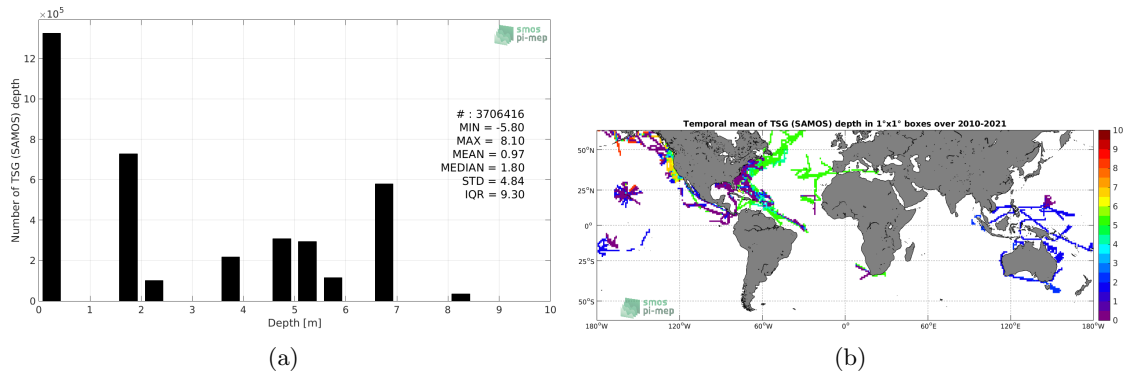 ×10⁵
smos
pi-mep
12
10
8
6
4
2
0
Number of TSG (SAMOS) depth
# : 3706416
MIN = -5.80
MAX = 8.10
MEAN = 0.97
MEDIAN = 1.80
STD = 4.84
IQR = 9.30
0 1 2 3 4 5 6 7 8 9 10
Depth [m]
(a)
Temporal mean of TSG (SAMOS) depth in 1°x1° boxes over 2010-2021
50°N
25°N
0°
25°S
50°S
180°W 120°W 60°W 0° 60°E 120°E 180°W
10
9
8
7
6
5
4
3
2
1
0
smos
pi-mep
(b)